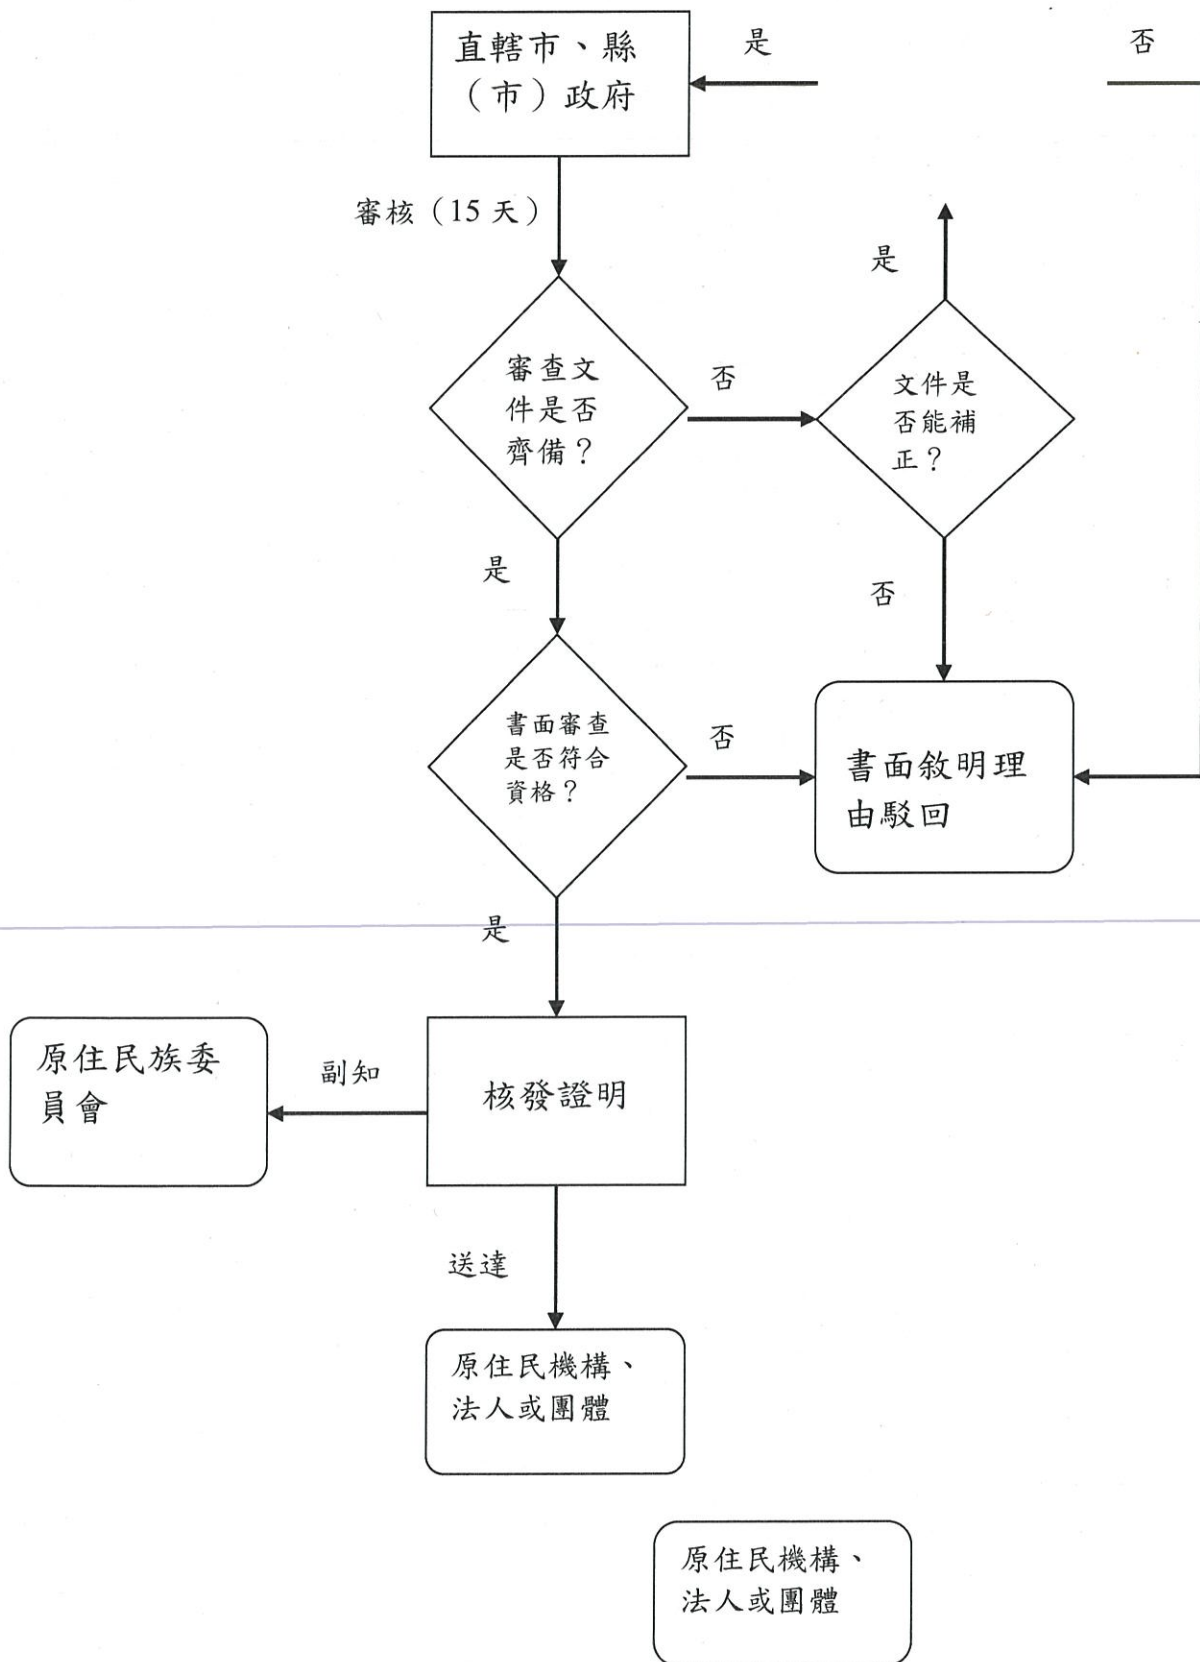 直轄市、縣
（市）政府
是
否
審核（15 天）
是
審查文
件是否
齊備？
否
文件是
否能補
正？
是
否
書面審查
是否符合
資格？
否
書面敘明理
由駁回
是
原住民族委
員會
副知
核發證明
送達
原住民機構、
法人或團體
原住民機構、
法人或團體